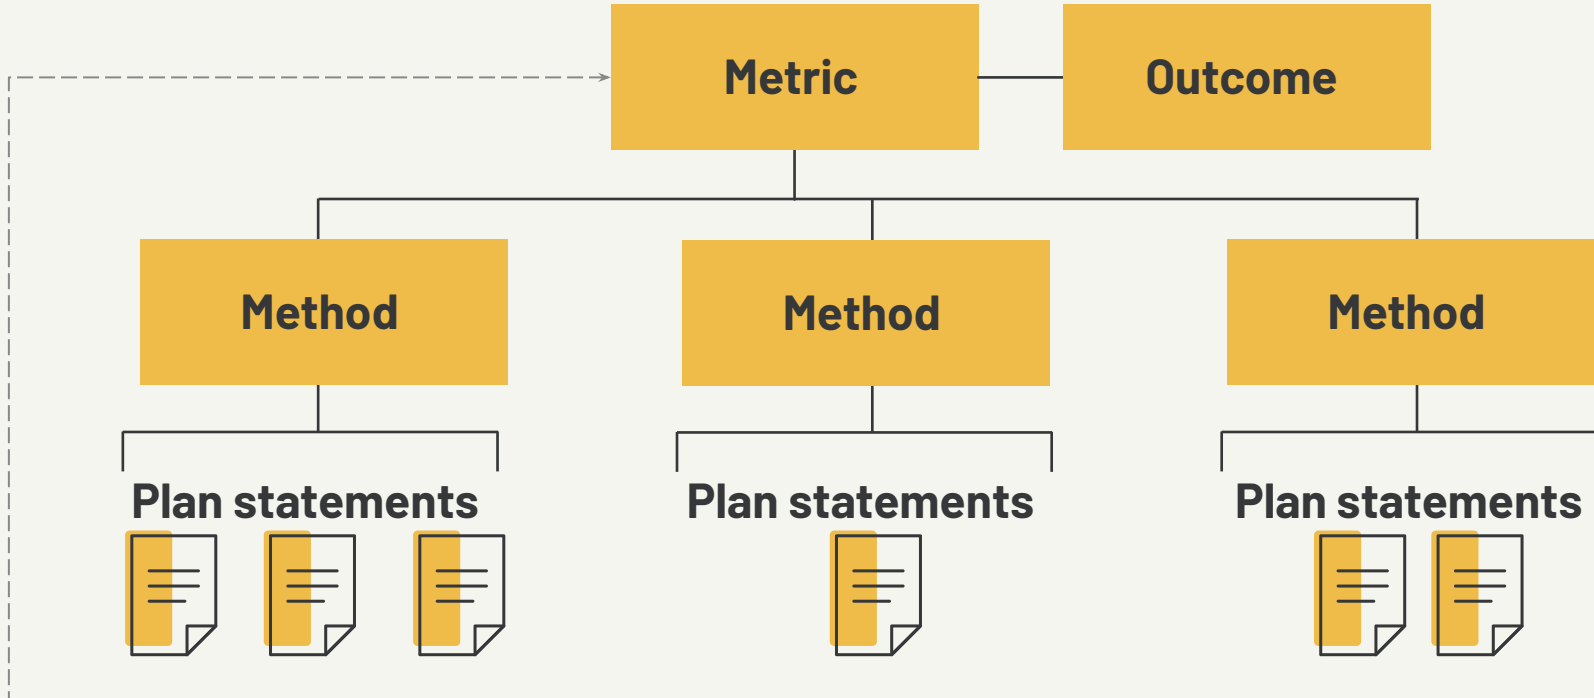 Metric
Outcome
Method
Method
Method
Plan statements
Plan statements
Plan statements